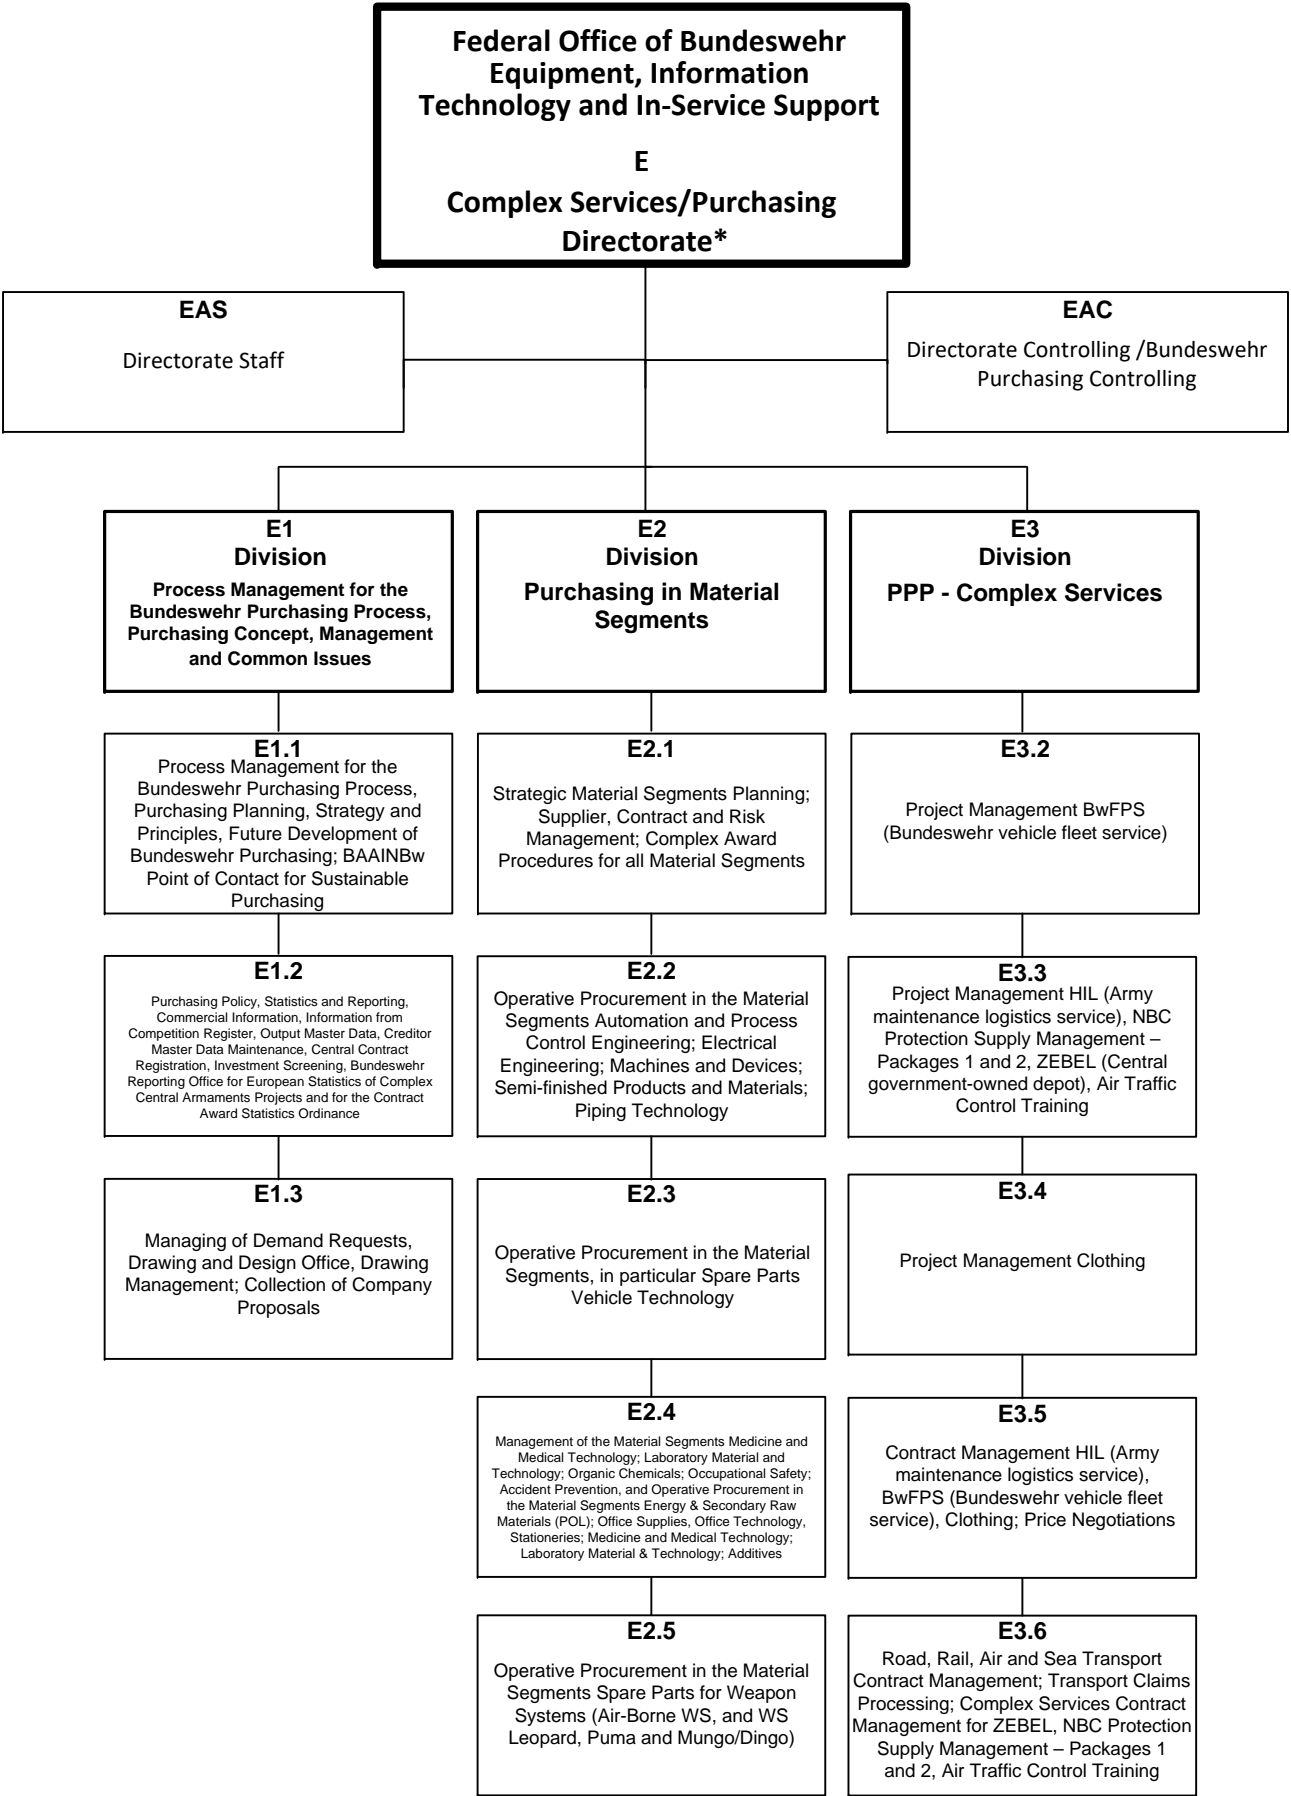 Federal Office of Bundeswehr
Equipment, Information
Technology and In-Service Support
E
Complex Services/Purchasing
Directorate*
EAS
Directorate Staff
EAC
Directorate Controlling /Bundeswehr
Purchasing Controlling
E1
Division
Process Management for the
Bundeswehr Purchasing Process,
Purchasing Concept, Management
and Common Issues
E2
Division
Purchasing in Material
Segments
E3
Division
PPP - Complex Services
E1.1
Process Management for the
Bundeswehr Purchasing Process,
Purchasing Planning, Strategy and
Principles, Future Development of
Bundeswehr Purchasing; BAAINBw
Point of Contact for Sustainable
Purchasing
E2.1
Strategic Material Segments Planning;
Supplier, Contract and Risk
Management; Complex Award
Procedures for all Material Segments
E3.2
Project Management BwFPS
(Bundeswehr vehicle fleet service)
E1.2
Purchasing Policy, Statistics and Reporting,
Commercial Information, Information from
Competition Register, Output Master Data, Creditor
Master Data Maintenance, Central Contract
Registration, Investment Screening, Bundeswehr
Reporting Office for European Statistics of Complex
Central Armaments Projects and for the Contract
Award Statistics Ordinance
E2.2
Operative Procurement in the Material
Segments Automation and Process
Control Engineering; Electrical
Engineering; Machines and Devices;
Semi-finished Products and Materials;
Piping Technology
E3.3
Project Management HIL (Army
maintenance logistics service), NBC
Protection Supply Management –
Packages 1 and 2, ZEBEL (Central
government-owned depot), Air Traffic
Control Training
E1.3
Managing of Demand Requests,
Drawing and Design Office, Drawing
Management; Collection of Company
Proposals
E2.3
Operative Procurement in the Material
Segments, in particular Spare Parts
Vehicle Technology
E3.4
Project Management Clothing
E2.4
Management of the Material Segments Medicine and
Medical Technology; Laboratory Material and
Technology; Organic Chemicals; Occupational Safety;
Accident Prevention, and Operative Procurement in
the Material Segments Energy & Secondary Raw
Materials (POL); Office Supplies, Office Technology,
Stationeries; Medicine and Medical Technology;
Laboratory Material & Technology; Additives
E3.5
Contract Management HIL (Army
maintenance logistics service),
BwFPS (Bundeswehr vehicle fleet
service), Clothing; Price Negotiations
E2.5
Operative Procurement in the Material
Segments Spare Parts for Weapon
Systems (Air-Borne WS, and WS
Leopard, Puma and Mungo/Dingo)
E3.6
Road, Rail, Air and Sea Transport
Contract Management; Transport Claims
Processing; Complex Services Contract
Management for ZEBEL, NBC Protection
Supply Management – Packages 1
and 2, Air Traffic Control Training